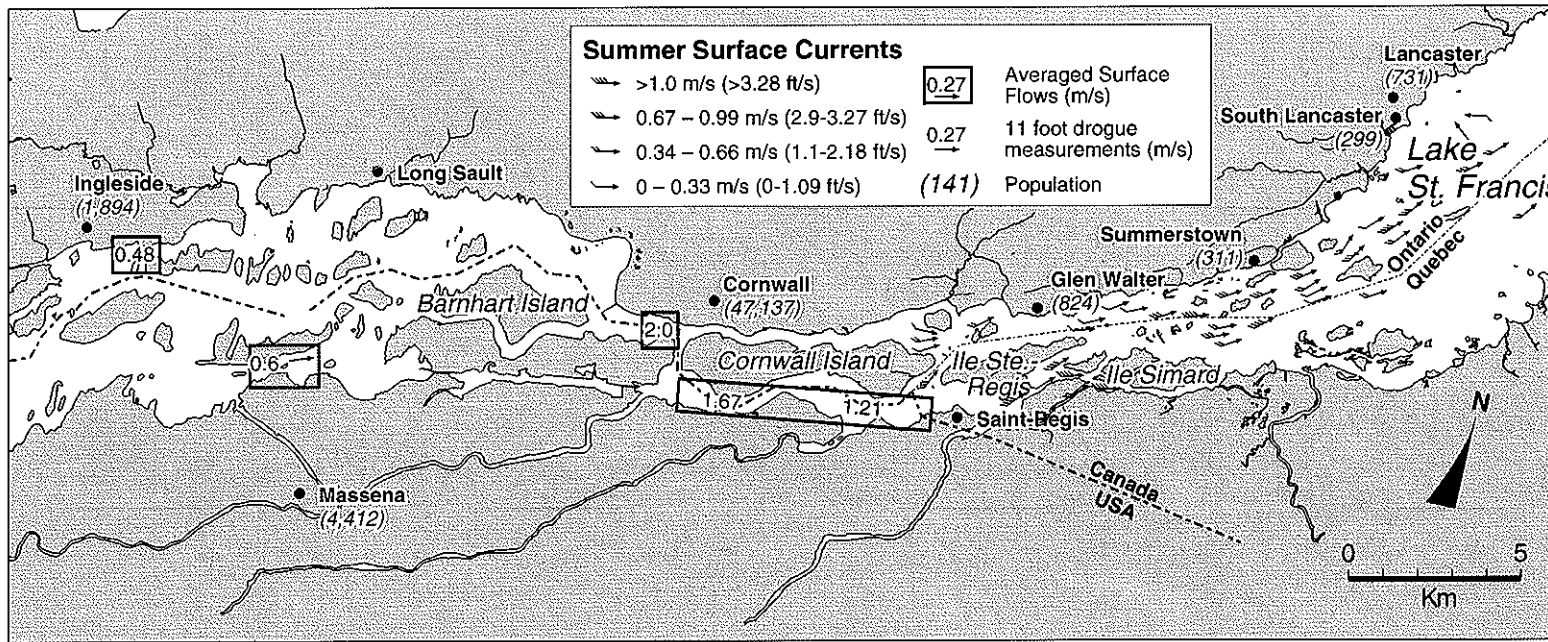 Summer Surface Currents
>1.0 m/s (>3.28 ft/s)
0.67 – 0.99 m/s (2.9-3.27 ft/s)
0.34 – 0.66 m/s (1.1-2.18 ft/s)
0 – 0.33 m/s (0-1.09 ft/s)
0.27
Averaged Surface
Flows (m/s)
0.27
11 foot drogue
measurements (m/s)
(141)
Population
Lancaster
(731)
South Lancaster
(299)
Lake
St. Francis
Ingleside
(1,894)
Long Sault
0.48
Summerstown
(311)
Ontario
Quebec
Glen Walter
(824)
Cornwall
(47,137)
Barnhart Island
2.0
0.6
Cornwall Island
Ile Ste.
Regis
Ile Simard
1.67
1.21
Saint-Regis
N
Canada
USA
Massena
(4,412)
0
5
Km